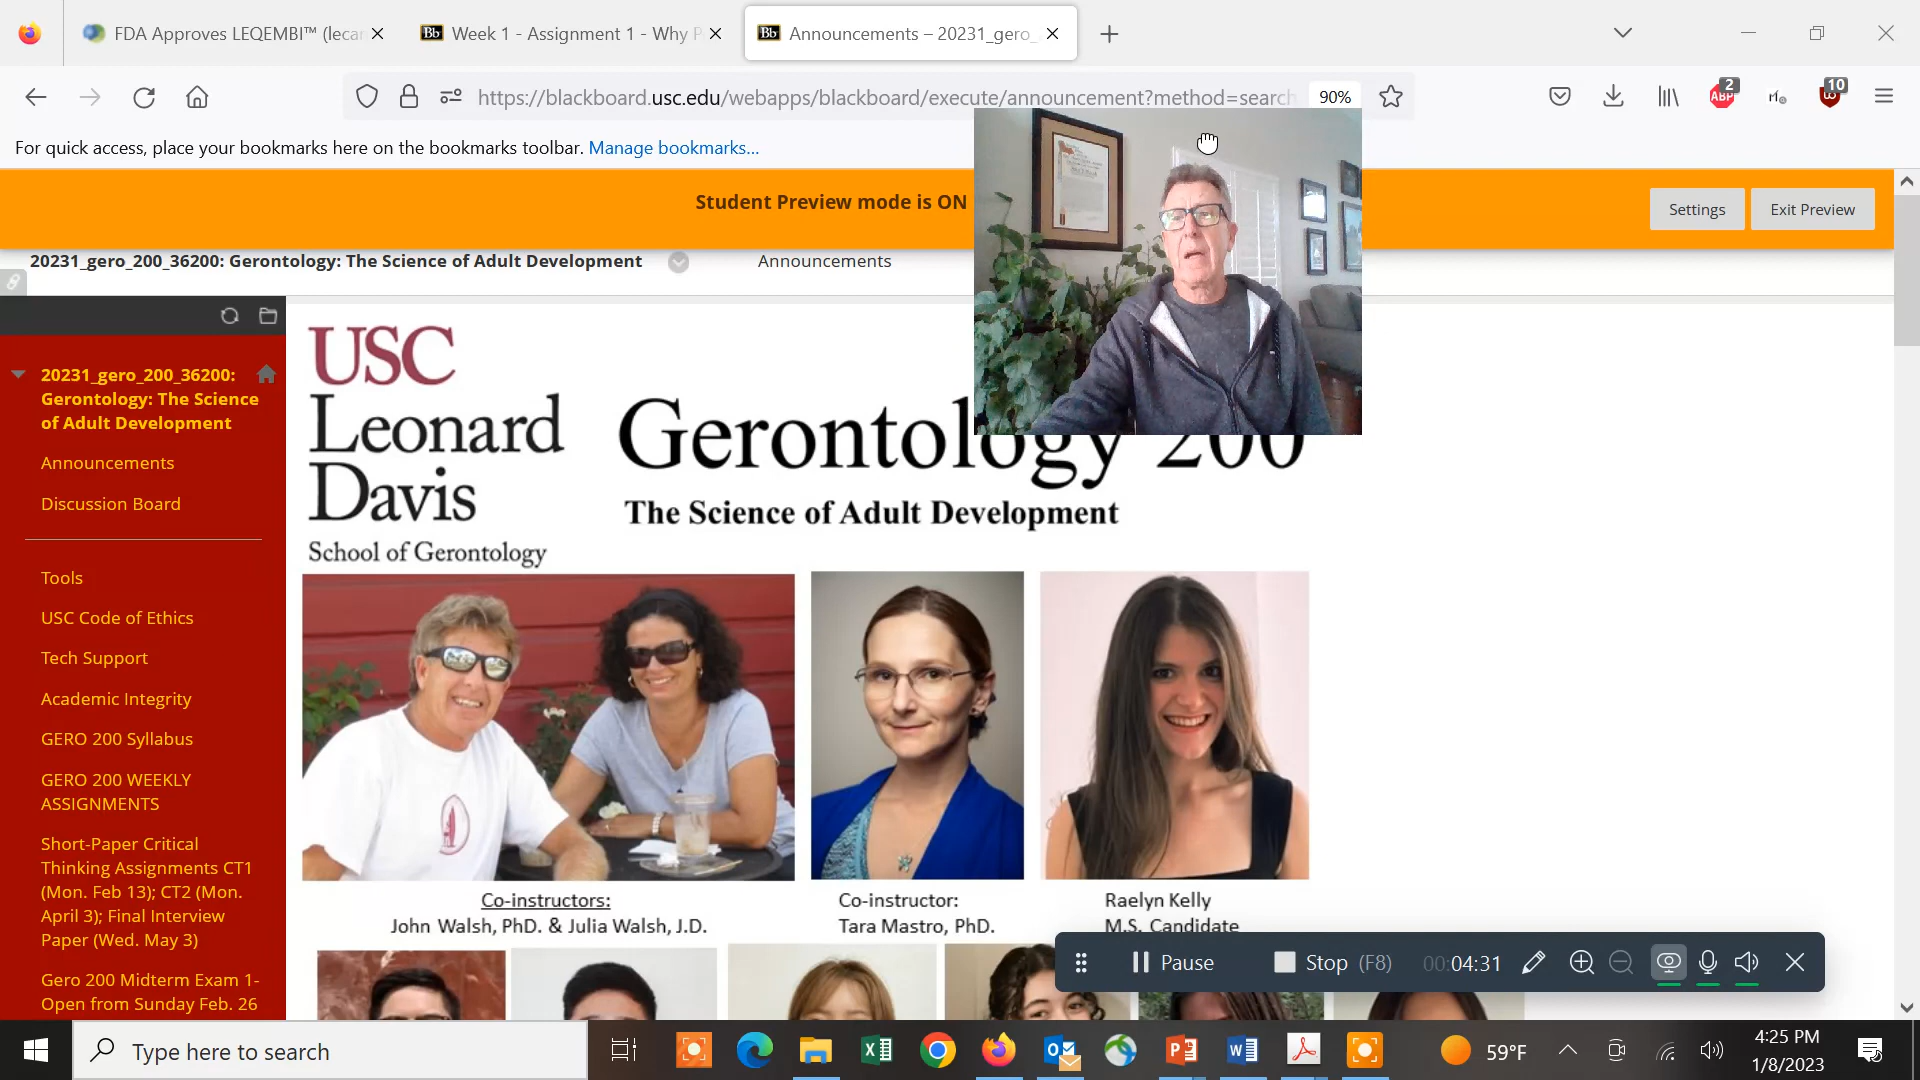 FDA Approves LEQEMBI™ (lecar
Week 1 - Assignment 1 - Why P
Announcements – 20231_gero_
https://blackboard.usc.edu/webapps/blackboard/execute/announcement?method=search
90%
2
10
ABP
For quick access, place your bookmarks here on the bookmarks toolbar. Manage bookmarks...
Student Preview mode is ON
Settings
Exit Preview
20231_gero_200_36200: Gerontology: The Science of Adult Development
Announcements
20231_gero_200_36200:
Gerontology: The Science
of Adult Development
Announcements
Discussion Board
Tools
USC Code of Ethics
Tech Support
Academic Integrity
GERO 200 Syllabus
GERO 200 WEEKLY
ASSIGNMENTS
Short-Paper Critical
Thinking Assignments CT1
(Mon. Feb 13); CT2 (Mon.
April 3); Final Interview
Paper (Wed. May 3)
Gero 200 Midterm Exam 1-
Open from Sunday Feb. 26
USC
Leonard
Davis
School of Gerontology
Gerontology 200
The Science of Adult Development
Co-instructors:
John Walsh, PhD. & Julia Walsh, J.D.
Co-instructor:
Tara Mastro, PhD.
Raelyn Kelly
M.S. Candidate
Pause
Stop (F8)
00:04:31
Type here to search
59°F
4:25 PM
1/8/2023